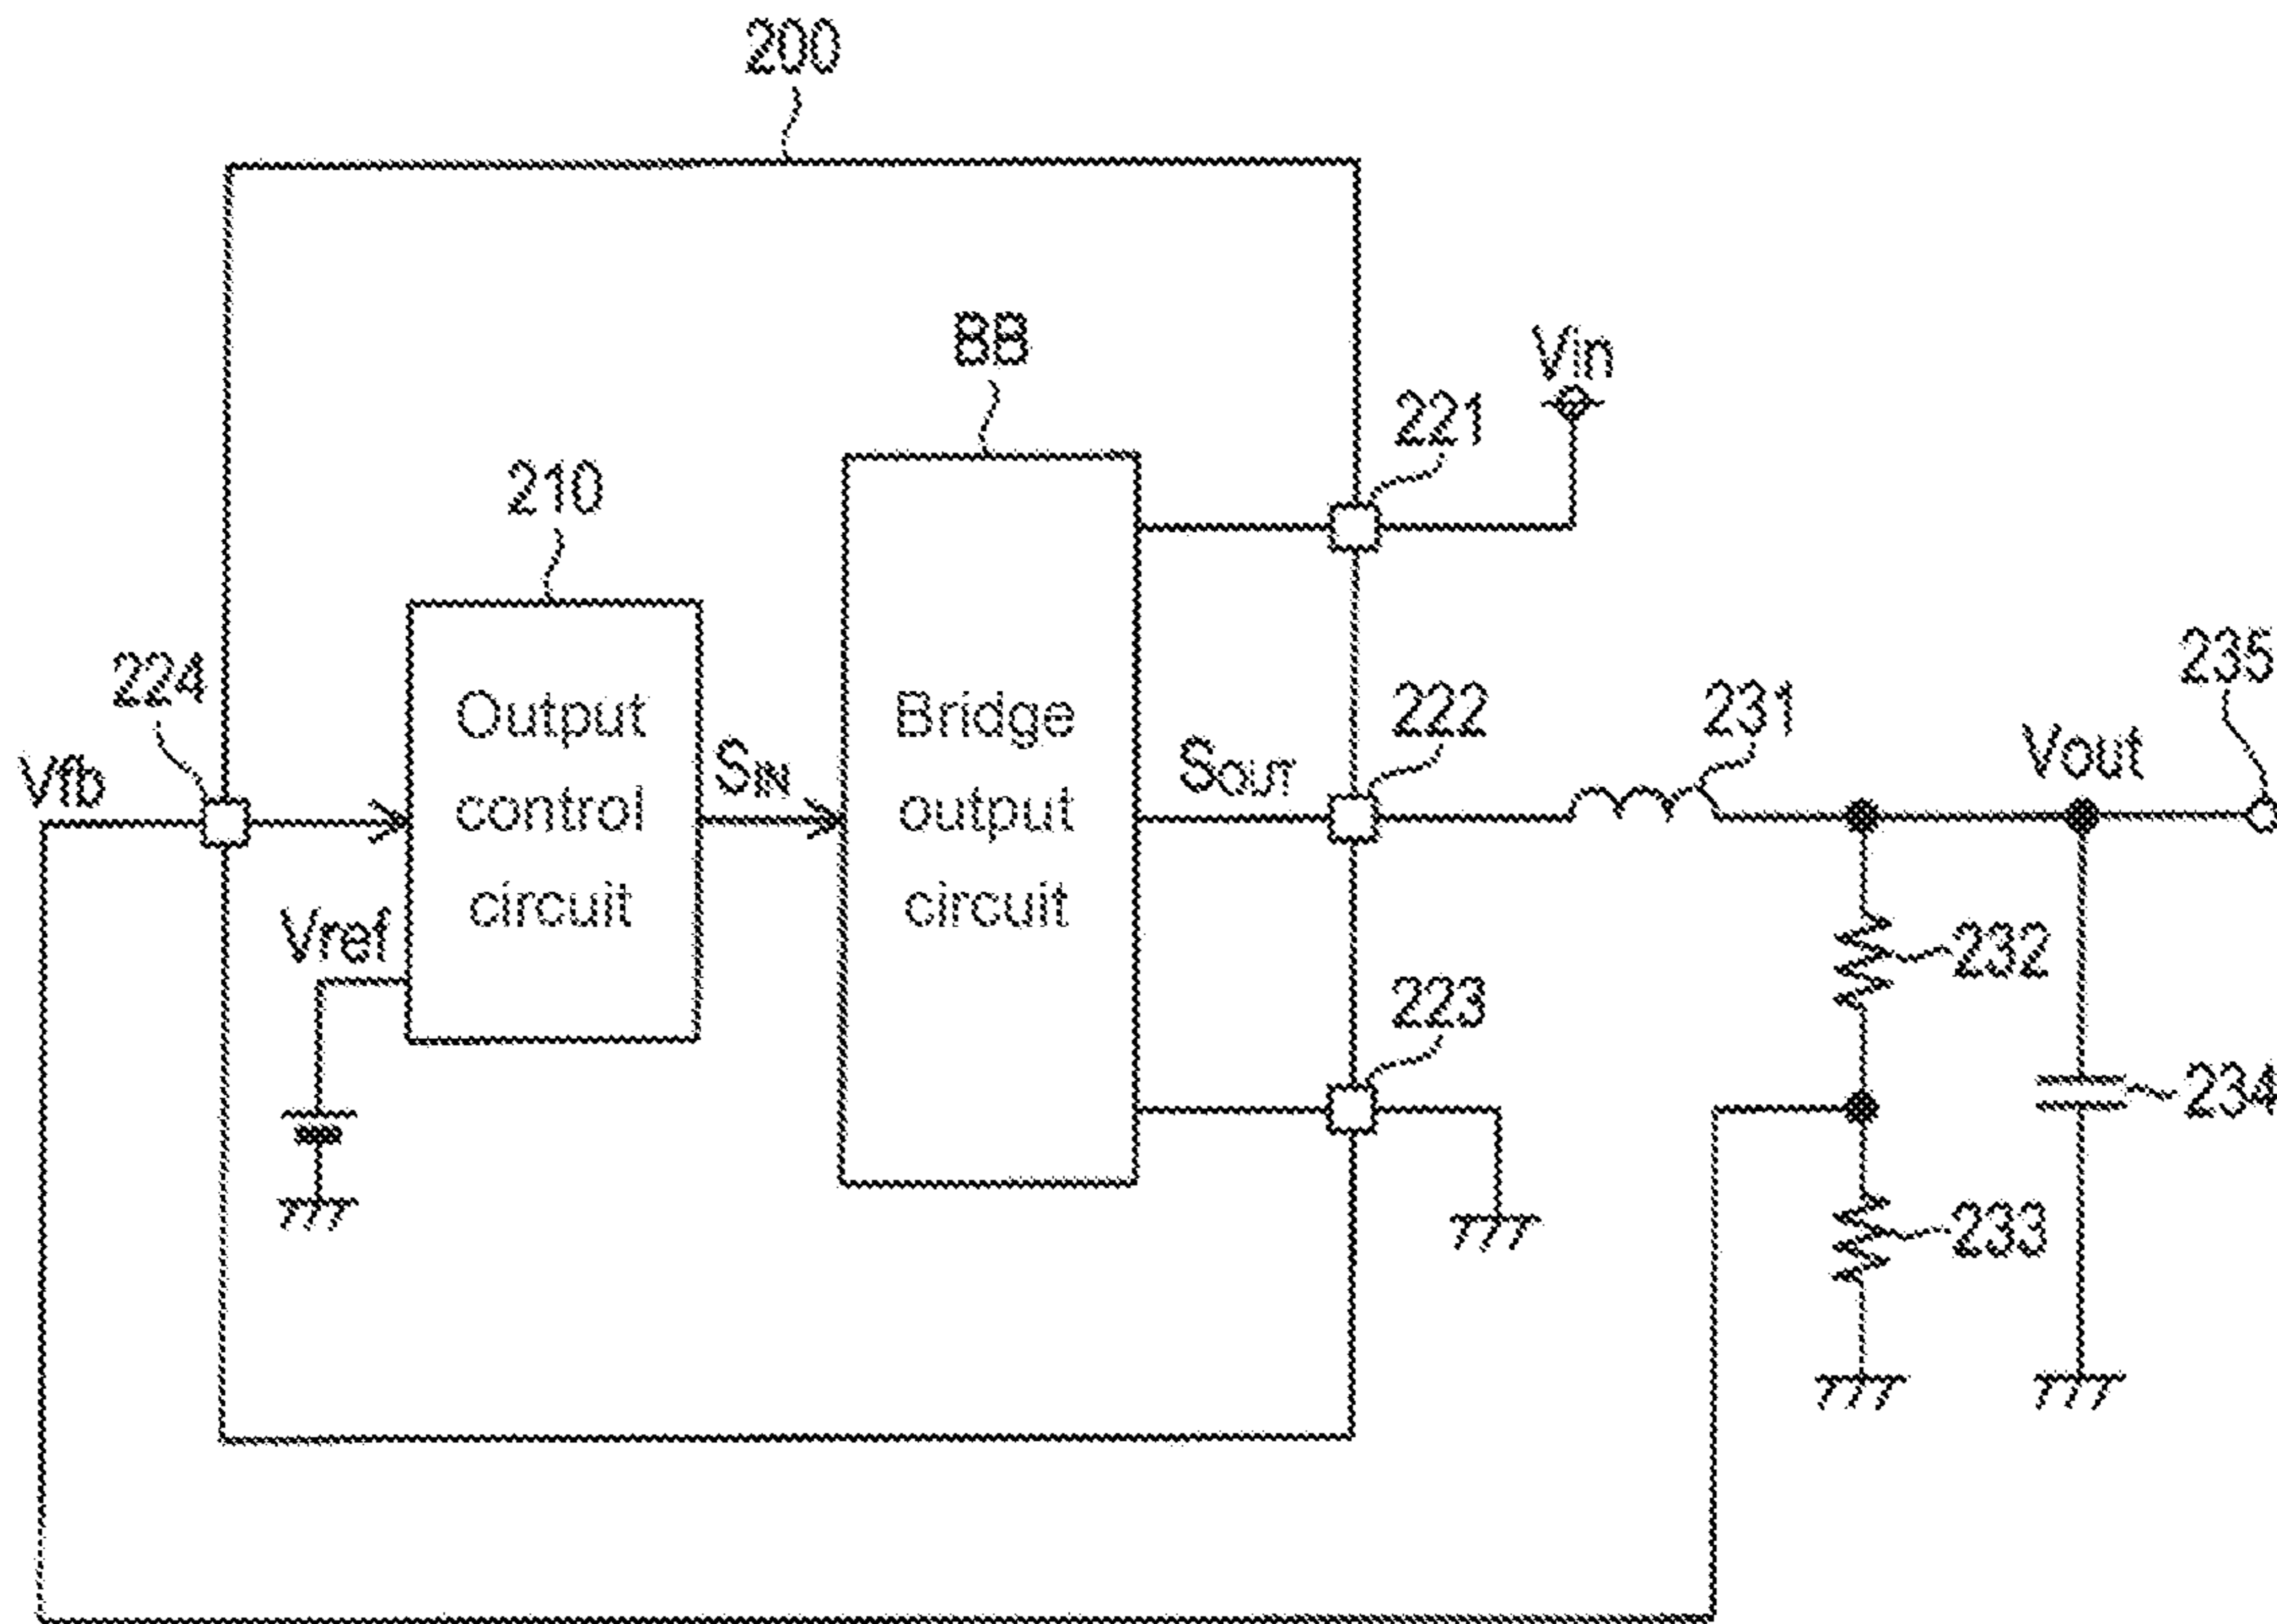 200
BB
Vin
221
210
224
Vfb
Output
control
circuit
SIN
Bridge
output
circuit
SOUT
222
231
Vout
235
Vref
232
223
234
233